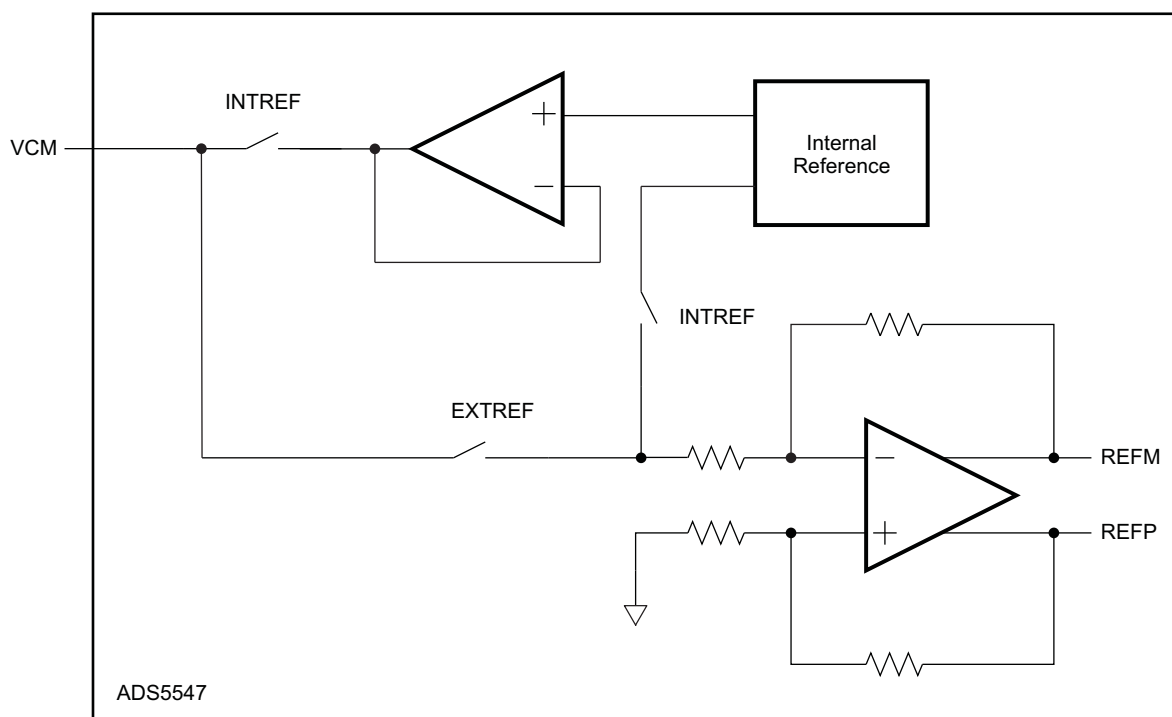 INTREF
VCM
+
−
Internal
Reference
INTREF
EXTREF
−
REFM
+
REFP
ADS5547